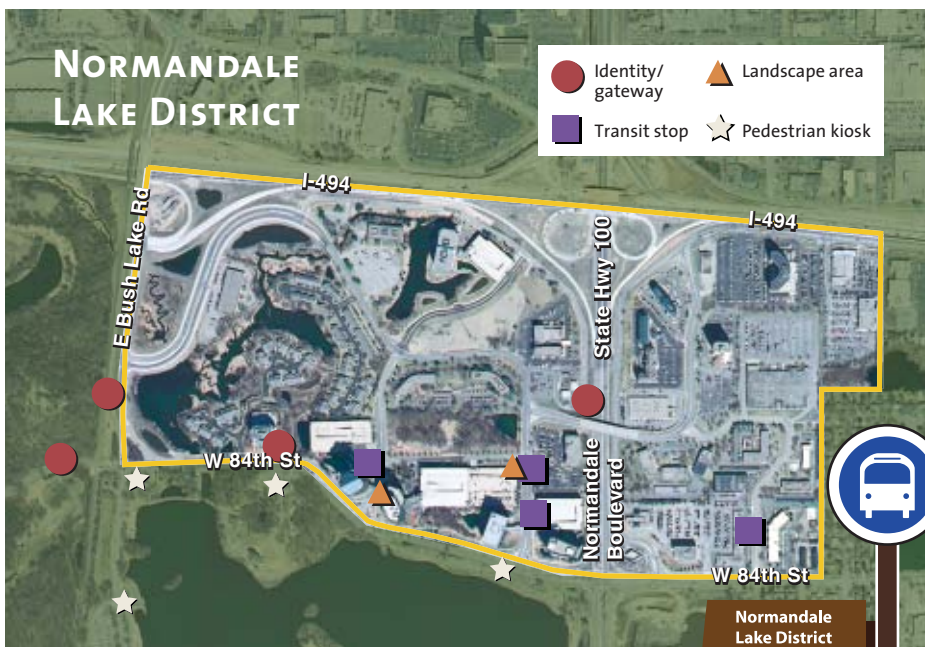 NORMANDALE
LAKE DISTRICT
Identity/
gateway
Landscape area
Transit stop
Pedestrian kiosk
I-494
I-494
E Bush Lake Rd
State Hwy 100
Normandale
Boulevard
W 84th St
W 84th St
Normandale
Lake District